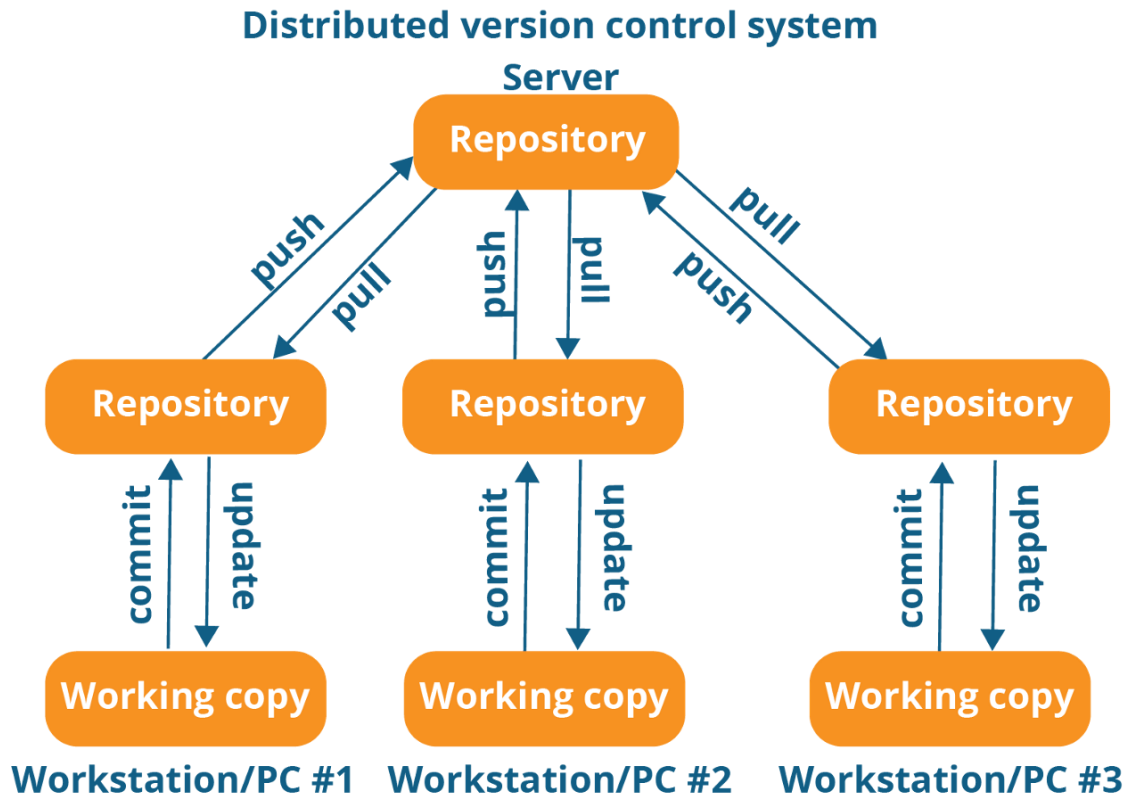 Distributed version control system
Server
Repository
push
pull
push
pull
push
pull
Repository
Repository
Repository
commit
update
commit
update
commit
update
Working copy
Working copy
Working copy
Workstation/PC #1
Workstation/PC #2
Workstation/PC #3